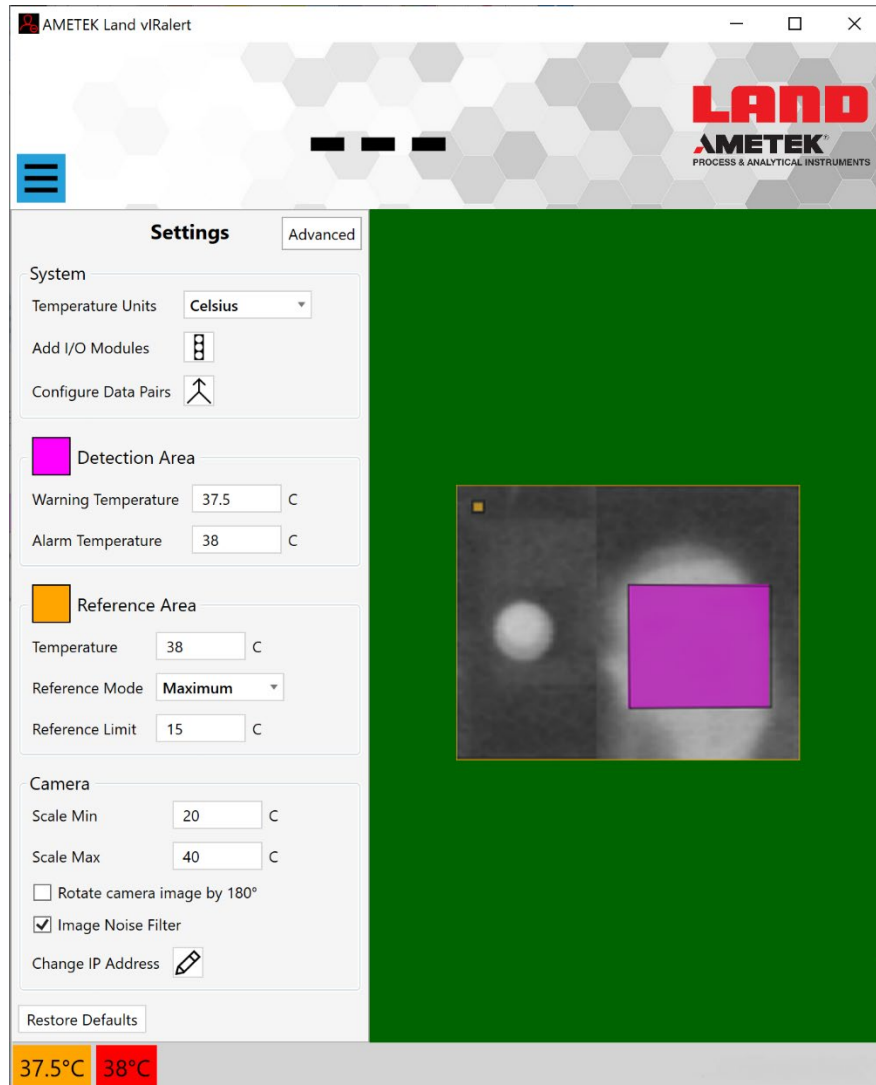 AMETEK Land vIRalert
LAND
AMETEK®
PROCESS & ANALYTICAL INSTRUMENTS
Settings
Advanced
System
Temperature Units Celsius
Add I/O Modules
Configure Data Pairs
Detection Area
Warning Temperature 37.5 C
Alarm Temperature 38 C
Reference Area
Temperature 38 C
Reference Mode Maximum
Reference Limit 15 C
Camera
Scale Min 20 C
Scale Max 40 C
Rotate camera image by 180°
Image Noise Filter
Change IP Address
Restore Defaults
37.5°C 38°C